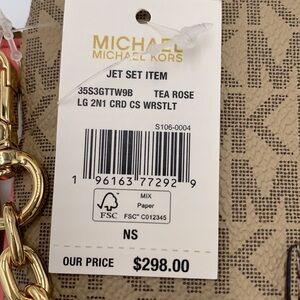 MICHAEL
MICHAEL KORS
JET SET ITEM
35S3GTTW9B TEA ROSE
LG 2N1 CRD CS WRSTLT
S106-0004
1 96163 77292 9
FSC
MIX
Paper
FSC® C012345
NS
OUR PRICE $298.00